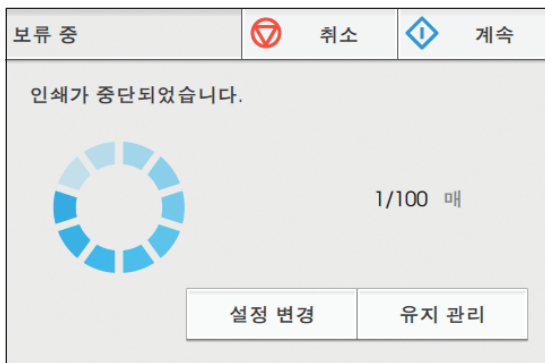 보류 중 취소 계속
인쇄가 중단되었습니다.
1/100 매
설정 변경 유지 관리